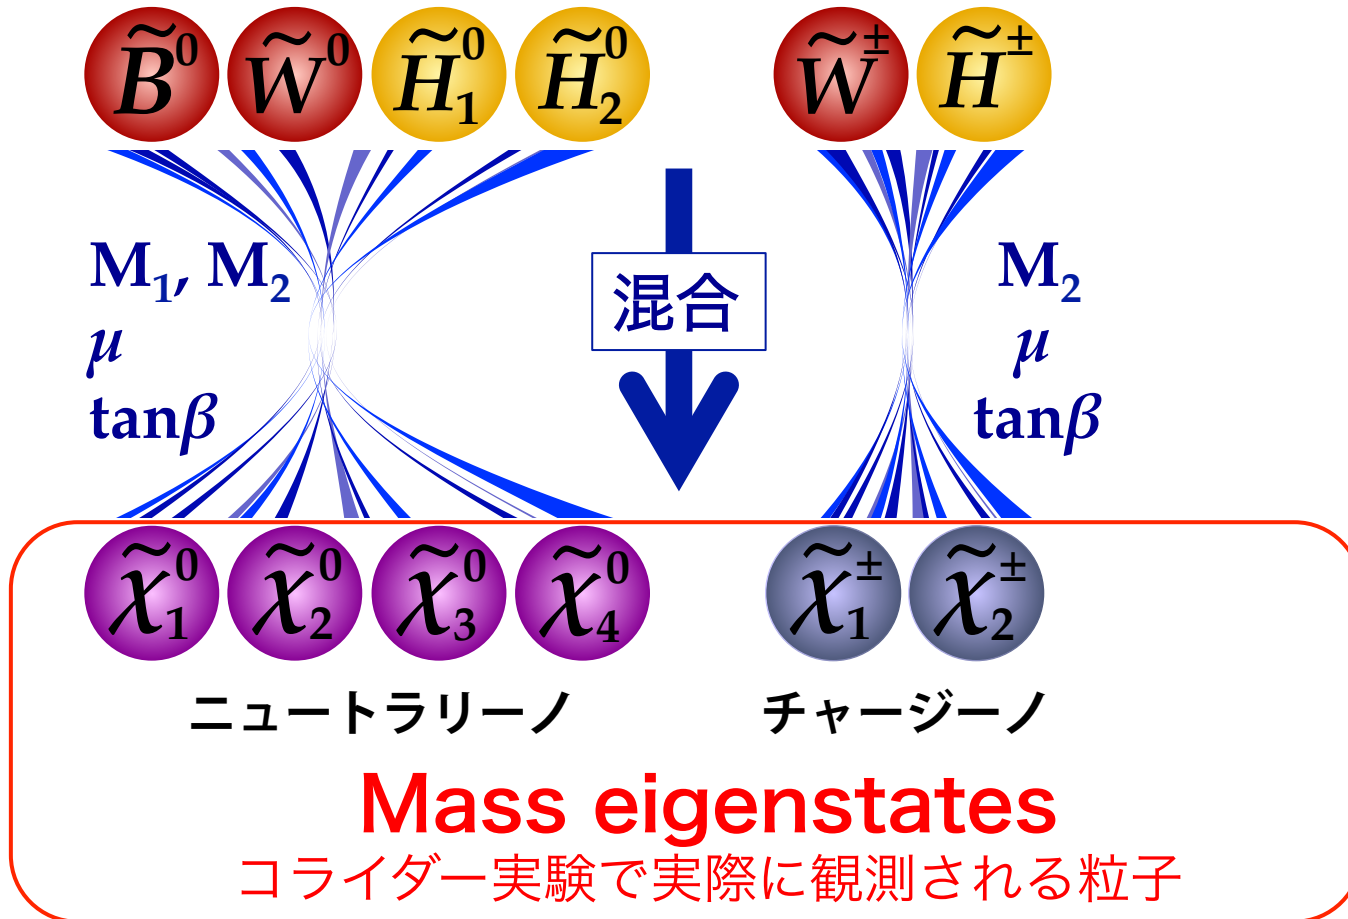 B̃⁰ W̃⁰ H̃₁⁰ H̃₂⁰ W̃± H̃±
M₁, M₂
μ
tanβ
混合
M₂
μ
tanβ
χ̃₁⁰ χ̃₂⁰ χ̃₃⁰ χ̃₄⁰ χ̃₁± χ̃₂±
ニュートラリーノ チャージーノ
Mass eigenstates
コライダー実験で実際に観測される粒子